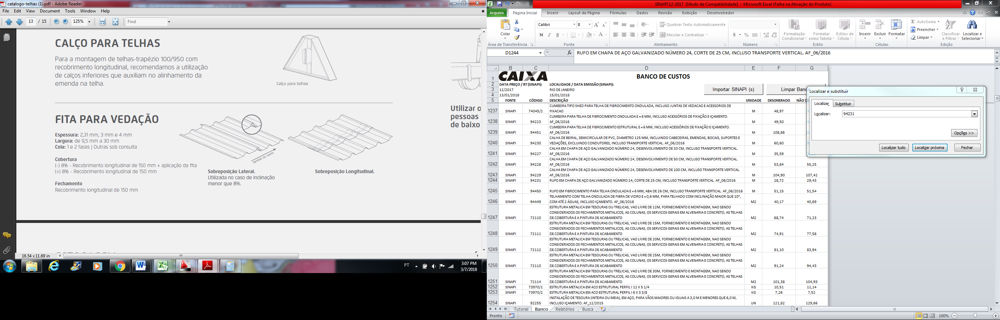 catalogo-telhas (1).pdf - Adobe Reader
File Edit View Document Tools Window Help
13 / 15 125% Find
CALÇO PARA TELHAS
Para a montagem de telhas-trapézio 100/950 com
recobrimento longitudinal, recomendamos a utilização
de calços inferiores que auxiliam no alinhamento da
emenda na telha.
Calço para telhas
FITA PARA VEDAÇÃO
Espessura: 2,31 mm, 3 mm e 4 mm
Largura: de 9,5 mm a 30 mm
Cola: 1 e 2 faces | Outras sob consulta
Cobertura
(-) 8% - Recobrimento longitudinal de 150 mm + aplicação da fita
(+) 8% - Recobrimento longitudinal de 150 mm
Fechamento
Recobrimento longitudinal de 150 mm
Sentido do vento
Sobreposição Lateral.
Utilizada no caso de inclinação
menor que 8%.
Sobreposição Longitudinal.
Utilizar o
pessoas
de baixo
16.54 x 11.69 in
PT
3:07 PM
3/7/2018
SINAPI 12-2017 [Modo de Compatibilidade] - Microsoft Excel (Falha na Ativação do Produto)
Arquivo Página Inicial Inserir Layout da Página Fórmulas Dados Revisão Exibição Desenvolvedor
Colar
Área de Transferência
Calibri 8
N I S
Fonte
Quebrar Texto Automaticamente
Mesclar e Centralizar
Alinhamento
$ % 000
Número
Formatação Condicional
Formatar como Tabela
Estilos de Célula
Estilo
Inserir Excluir Formatar
Células
Σ AutoSoma
Preencher
Limpar
Classificar e Filtrar
Localizar e Selecionar
Edição
D1244 fx RUFO EM CHAPA DE AÇO GALVANIZADO NÚMERO 24, CORTE DE 25 CM, INCLUSO TRANSPORTE VERTICAL. AF_06/2016
B C D E F G
1 CAIXA BANCO DE CUSTOS
2 DATA PREÇO / RT (SINAPI): LOCALIDADE / DATA EMISSÃO (SINAPI):
3 12/2017 RIO DE JANEIRO
4 13/01/2018 15/01/2018
Importar SINAPI (s) Limpar Banc
5 FONTE CÓDIGO DESCRIÇÃO UNIDADE DESONERADO NÃO D
CUMEEIRA TIPO SHED PARA TELHA DE FIBROCIMENTO ONDULADA, INCLUSO JUNTAS DE VEDACAO E ACESSORIOS DE
1237 SINAPI 74045/2 FIXACAO M 48,97
CUMEEIRA PARA TELHA DE FIBROCIMENTO ONDULADA E = 6 MM, INCLUSO ACESSÓRIOS DE FIXAÇÃO E IÇAMENTO.
1238 SINAPI 94223 AF_06/2016 M 49,50
CUMEEIRA PARA TELHA DE FIBROCIMENTO ESTRUTURAL E = 6 MM, INCLUSO ACESSÓRIOS DE FIXAÇÃO E IÇAMENTO.
1239 SINAPI 94451 AF_06/2016 M 108,86
CALHA DE BEIRAL, SEMICIRCULAR DE PVC, DIAMETRO 125 MM, INCLUINDO CABECEIRAS, EMENDAS, BOCAIS, SUPORTES E
1240 SINAPI 94230 VEDAÇÕES, EXCLUINDO CONDUTORES, INCLUSO TRANSPORTE VERTICAL. AF_06/2016 M 60,60
CALHA EM CHAPA DE AÇO GALVANIZADO NÚMERO 24, DESENVOLVIMENTO DE 33 CM, INCLUSO TRANSPORTE VERTICAL.
1241 SINAPI 94227 AF_06/2016 M 35,59
CALHA EM CHAPA DE AÇO GALVANIZADO NÚMERO 24, DESENVOLVIMENTO DE 50 CM, INCLUSO TRANSPORTE VERTICAL.
1242 SINAPI 94228 AF_06/2016 M 53,84 55,25
CALHA EM CHAPA DE AÇO GALVANIZADO NÚMERO 24, DESENVOLVIMENTO DE 100 CM, INCLUSO TRANSPORTE VERTICAL.
1243 SINAPI 94229 AF_06/2016 M 104,90 107,42
1244 SINAPI 94231 RUFO EM CHAPA DE AÇO GALVANIZADO NÚMERO 24, CORTE DE 25 CM, INCLUSO TRANSPORTE VERTICAL. AF_06/2016 M 28,72 29,43
1245 SINAPI 94450 RUFO EM FIBROCIMENTO PARA TELHA ONDULADA E = 6 MM, ABA DE 26 CM, INCLUSO TRANSPORTE VERTICAL. AF_06/2016 M 51,15 51,54
TELHAMENTO COM TELHA ONDULADA DE FIBRA DE VIDRO E = 0,6 MM, PARA TELHADO COM INCLINAÇÃO MAIOR QUE 10°,
1246 SINAPI 94449 COM ATÉ 2 ÁGUAS, INCLUSO IÇAMENTO. AF_06/2016 M2 40,17 40,69
ESTRUTURA METALICA EM TESOURAS OU TRELICAS, VAO LIVRE DE 12M, FORNECIMENTO E MONTAGEM, NAO SENDO
CONSIDERADOS OS FECHAMENTOS METALICOS, AS COLUNAS, OS SERVICOS GERAIS EM ALVENARIA E CONCRETO, AS TELHAS
1247 SINAPI 72110 DE COBERTURA E A PINTURA DE ACABAMENTO M2 68,74 71,23
ESTRUTURA METALICA EM TESOURAS OU TRELICAS, VAO LIVRE DE 15M, FORNECIMENTO E MONTAGEM, NAO SENDO
CONSIDERADOS OS FECHAMENTOS METALICOS, AS COLUNAS, OS SERVICOS GERAIS EM ALVENARIA E CONCRETO, AS TELHAS
1248 SINAPI 72111 DE COBERTURA E A PINTURA DE ACABAMENTO M2 74,91 77,58
ESTRUTURA METALICA EM TESOURAS OU TRELICAS, VAO LIVRE DE 20M, FORNECIMENTO E MONTAGEM, NAO SENDO
CONSIDERADOS OS FECHAMENTOS METALICOS, AS COLUNAS, OS SERVICOS GERAIS EM ALVENARIA E CONCRETO, AS TELHAS
1249 SINAPI 72112 DE COBERTURA E A PINTURA DE ACABAMENTO M2 81,10 83,94
ESTRUTURA METALICA EM TESOURAS OU TRELICAS, VAO LIVRE DE 25M, FORNECIMENTO E MONTAGEM, NAO SENDO
CONSIDERADOS OS FECHAMENTOS METALICOS, AS COLUNAS, OS SERVICOS GERAIS EM ALVENARIA E CONCRETO, AS TELHAS
1250 SINAPI 72113 DE COBERTURA E A PINTURA DE ACABAMENTO M2 91,24 94,43
ESTRUTURA METALICA EM TESOURAS OU TRELICAS, VAO LIVRE DE 30M, FORNECIMENTO E MONTAGEM, NAO SENDO
CONSIDERADOS OS FECHAMENTOS METALICOS, AS COLUNAS, OS SERVICOS GERAIS EM ALVENARIA E CONCRETO, AS TELHAS
1251 SINAPI 72114 DE COBERTURA E A PINTURA DE ACABAMENTO M2 101,38 104,93
1252 SINAPI 73970/1 ESTRUTURA METALICA EM ACO ESTRUTURAL PERFIL I 12 X 5 1/4 KG 10,51 11,14
1253 SINAPI 73970/2 ESTRUTURA METALICA EM ACO ESTRUTURAL PERFIL I 6 X 3 3/8 KG 7,26 7,52
INSTALAÇÃO DE TESOURA (INTEIRA OU MEIA), EM AÇO, PARA VÃOS MAIORES OU IGUAIS A 3,0 M E MENORES QUE 6,0 M,
1254 SINAPI 92255 INCLUSO IÇAMENTO. AF_12/2015 UN 121,82 129,66
Localizar e substituir
Localizar Substituir
Localizar: 94231
Opções >>
Localizar tudo Localizar próxima Fechar
Tutorial Banco Relatórios Busca
Pronto 100%